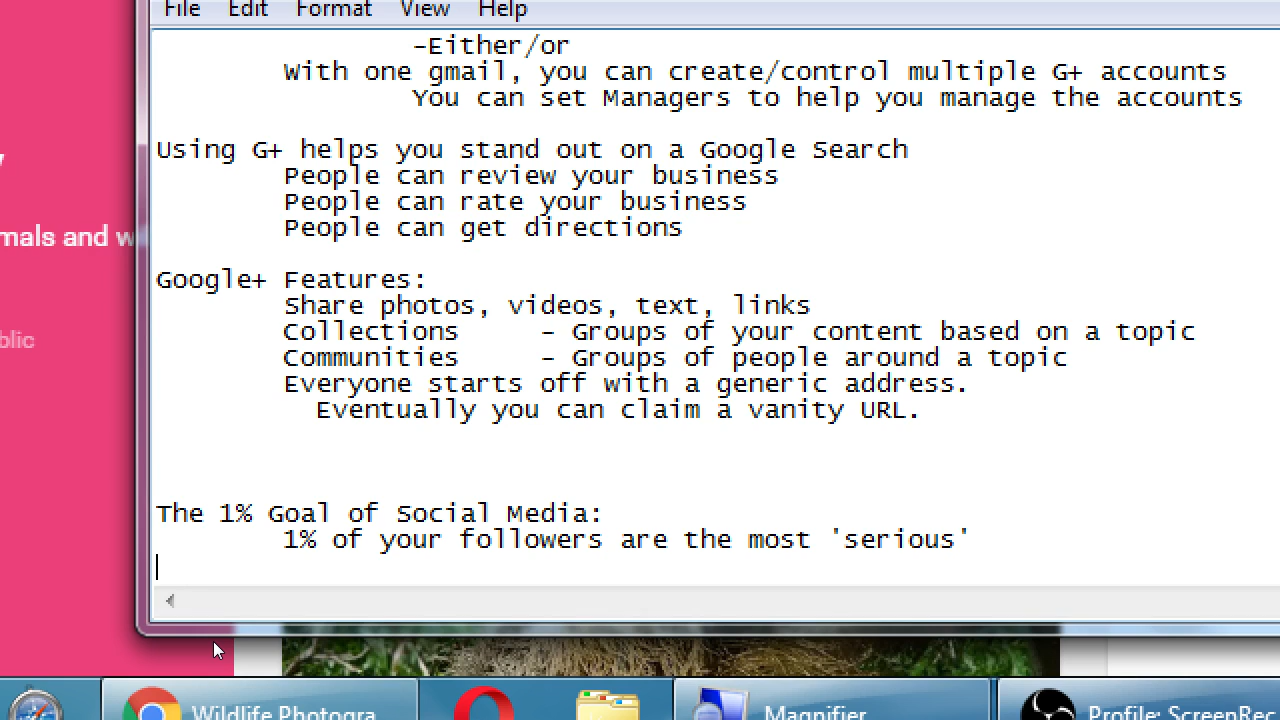 File Edit Format View Help
-Either/or
With one gmail, you can create/control multiple G+ accounts
You can set Managers to help you manage the accounts
Using G+ helps you stand out on a Google Search
People can review your business
People can rate your business
People can get directions
Google+ Features:
Share photos, videos, text, links
Collections - Groups of your content based on a topic
Communities - Groups of people around a topic
Everyone starts off with a generic address.
Eventually you can claim a vanity URL.
The 1% Goal of Social Media:
1% of your followers are the most 'serious'
mals and w
blic
Wildlife Photogra
Magnifier
Profile: ScreenRec